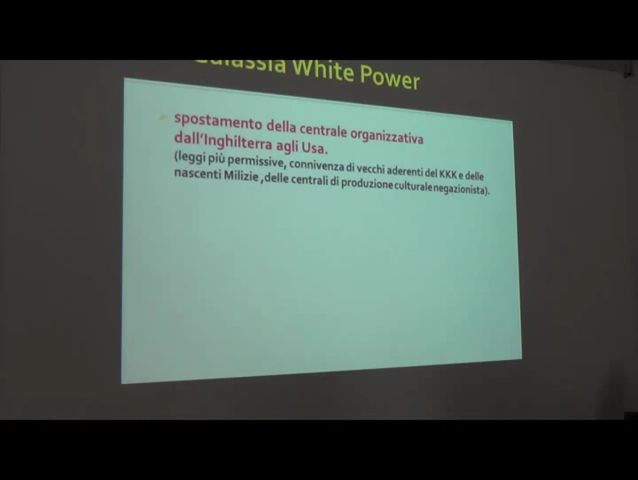 Galassia White Power
spostamento della centrale organizzativa
dall'Inghilterra agli Usa.
(leggi più permissive, connivenza di vecchi aderenti del KKK e delle
nascenti Milizie ,delle centrali di produzione culturale negazionista).